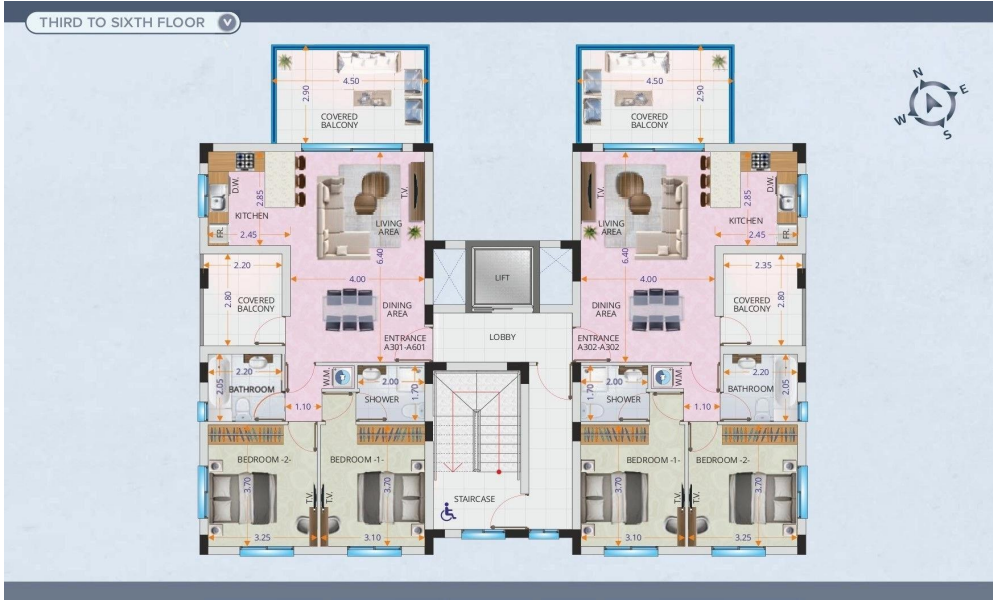 THIRD TO SIXTH FLOOR
N
E
W
S
4.50
2.90
COVERED
BALCONY
4.50
2.90
COVERED
BALCONY
D.W.
2.85
KITCHEN
FR.
2.45
T.V.
LIVING
AREA
6.40
4.00
T.V.
LIVING
AREA
6.40
4.00
D.W.
2.85
KITCHEN
FR.
2.45
2.20
2.80
COVERED
BALCONY
DINING
AREA
ENTRANCE
A301-A601
LIFT
LOBBY
DINING
AREA
ENTRANCE
A302-A302
2.35
2.80
COVERED
BALCONY
2.20
2.05
BATHROOM
W.M.
2.00
1.70
SHOWER
1.10
2.00
1.70
SHOWER
W.M.
1.10
2.20
2.05
BATHROOM
BEDROOM -2-
3.70
T.V.
3.25
BEDROOM -1-
3.70
T.V.
3.10
STAIRCASE
BEDROOM -1-
3.70
T.V.
3.10
BEDROOM -2-
3.70
T.V.
3.25